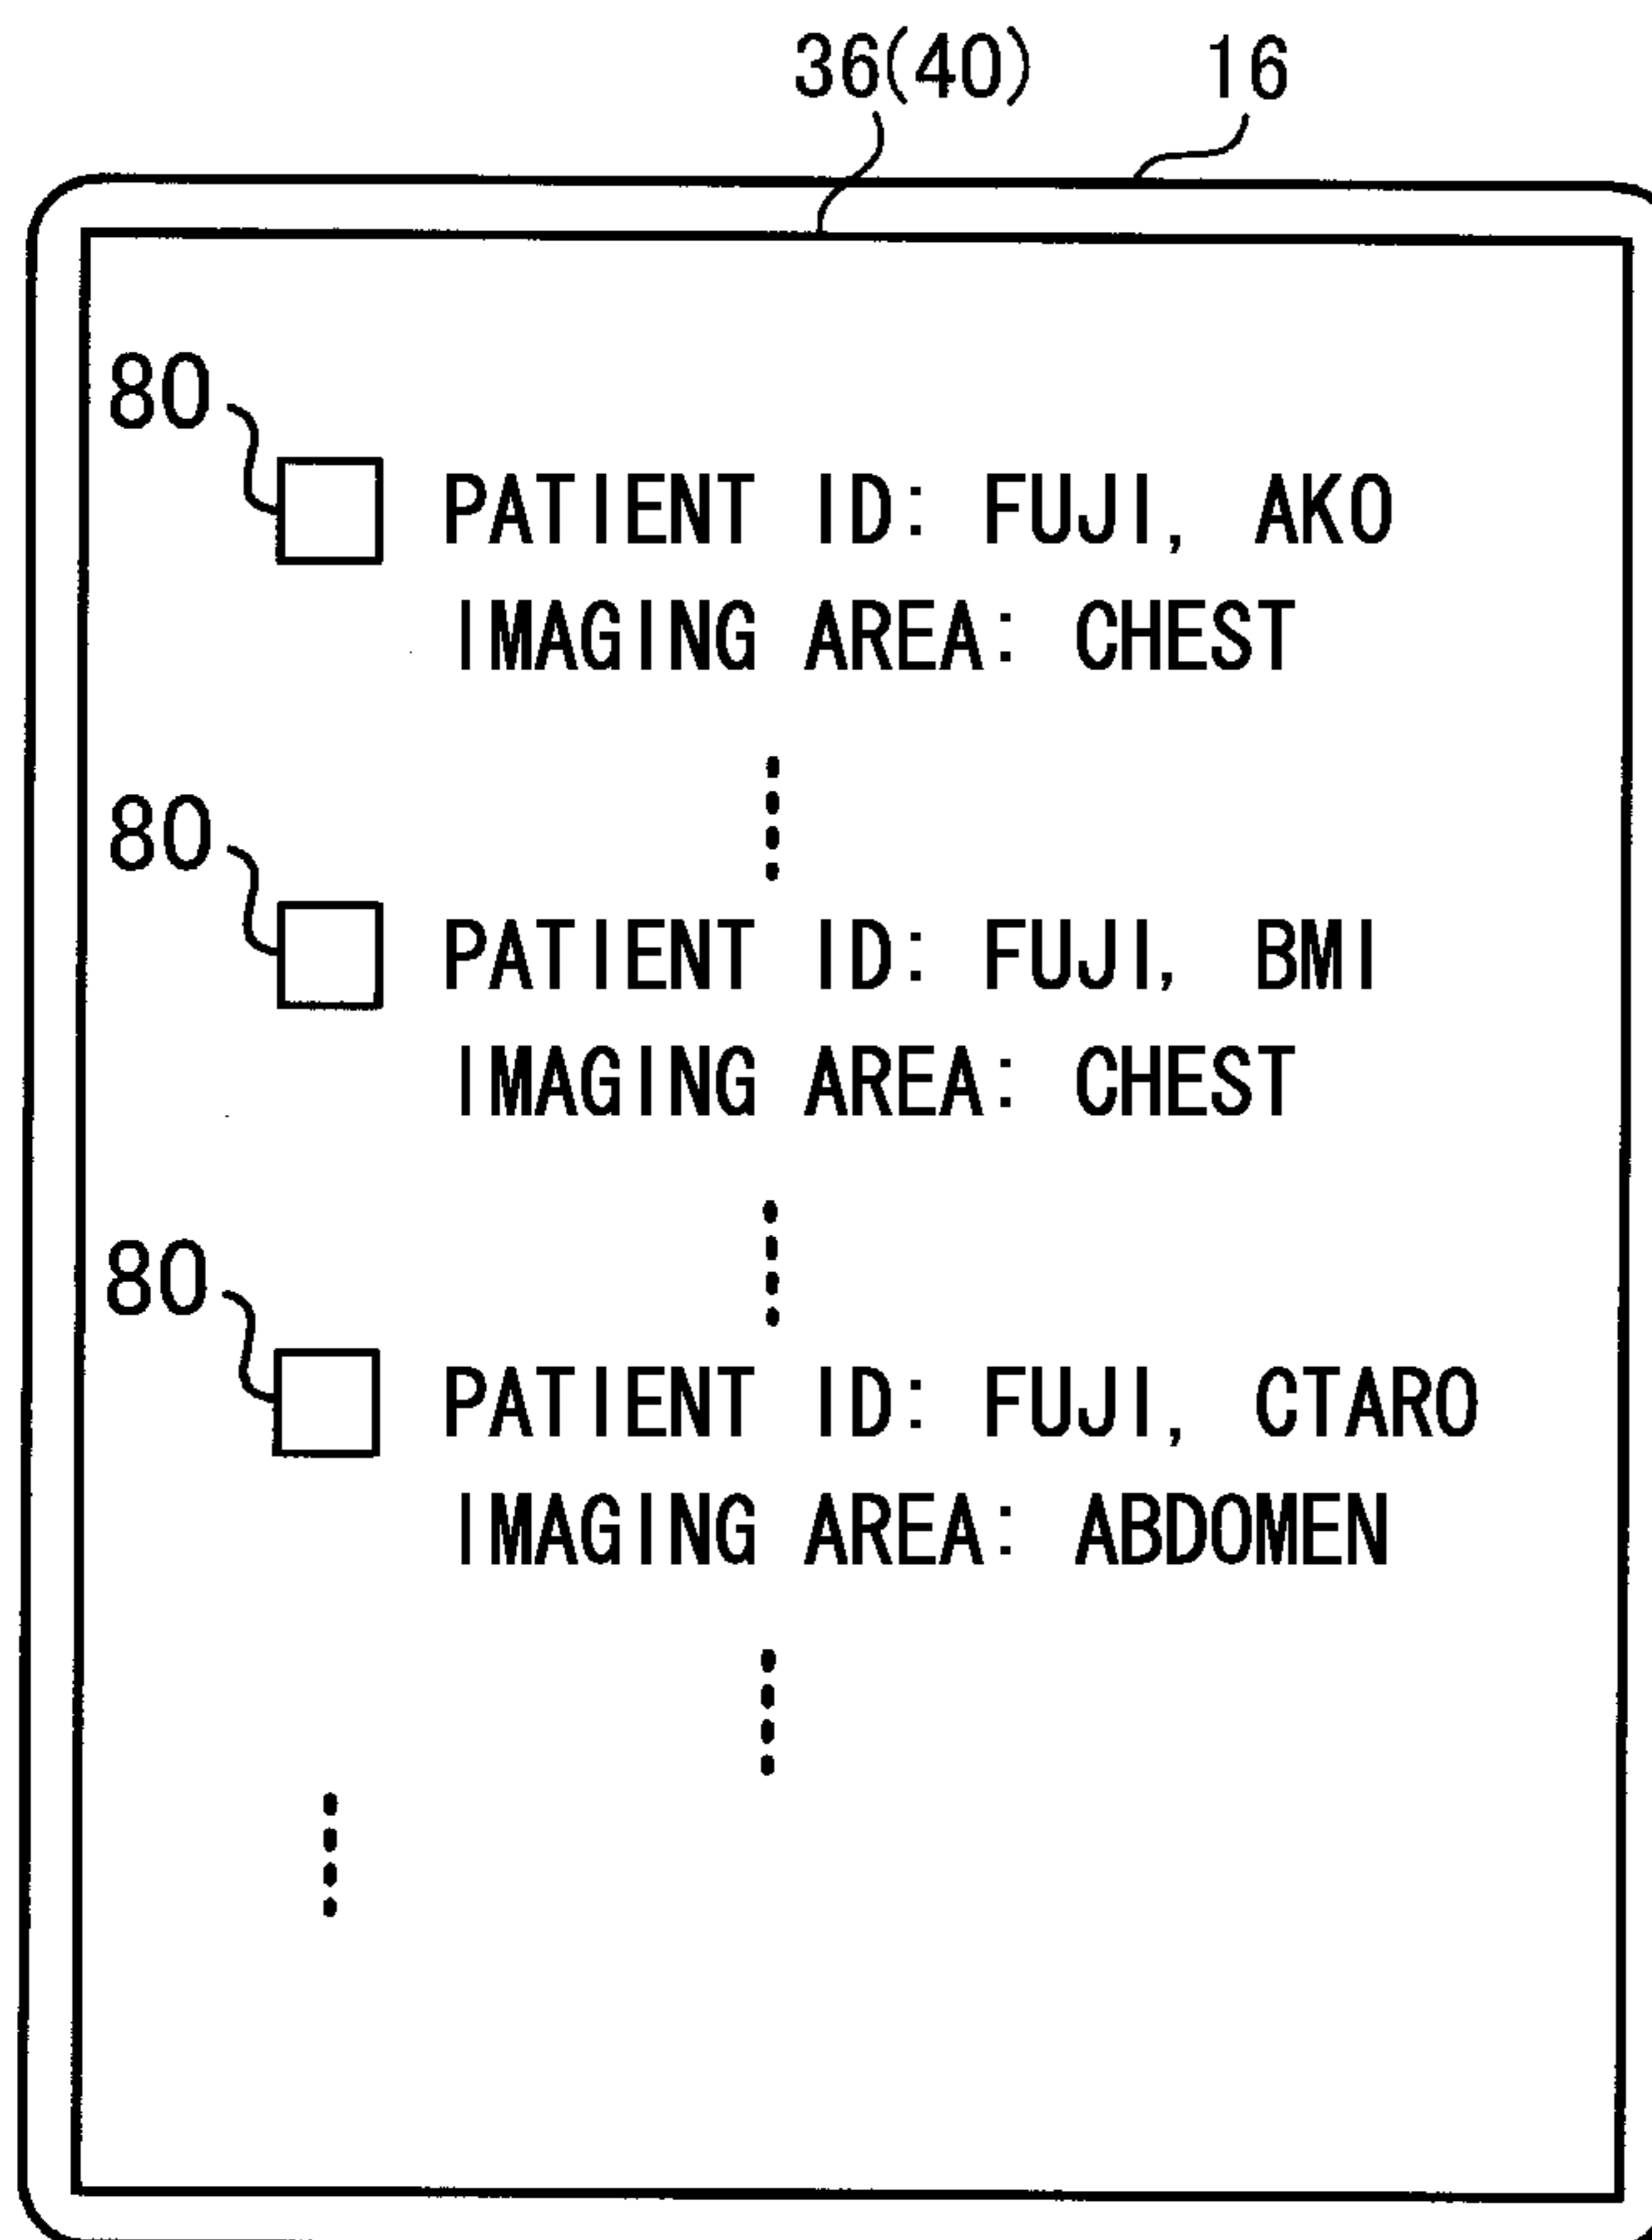 36(40) 16
80
PATIENT ID: FUJI, AKO
IMAGING AREA: CHEST
80
PATIENT ID: FUJI, BMI
IMAGING AREA: CHEST
80
PATIENT ID: FUJI, CTARO
IMAGING AREA: ABDOMEN